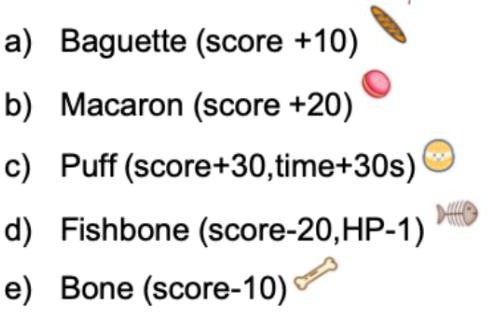 a) Baguette (score +10)
b) Macaron (score +20)
c) Puff (score+30,time+30s)
d) Fishbone (score-20,HP-1)
e) Bone (score-10)